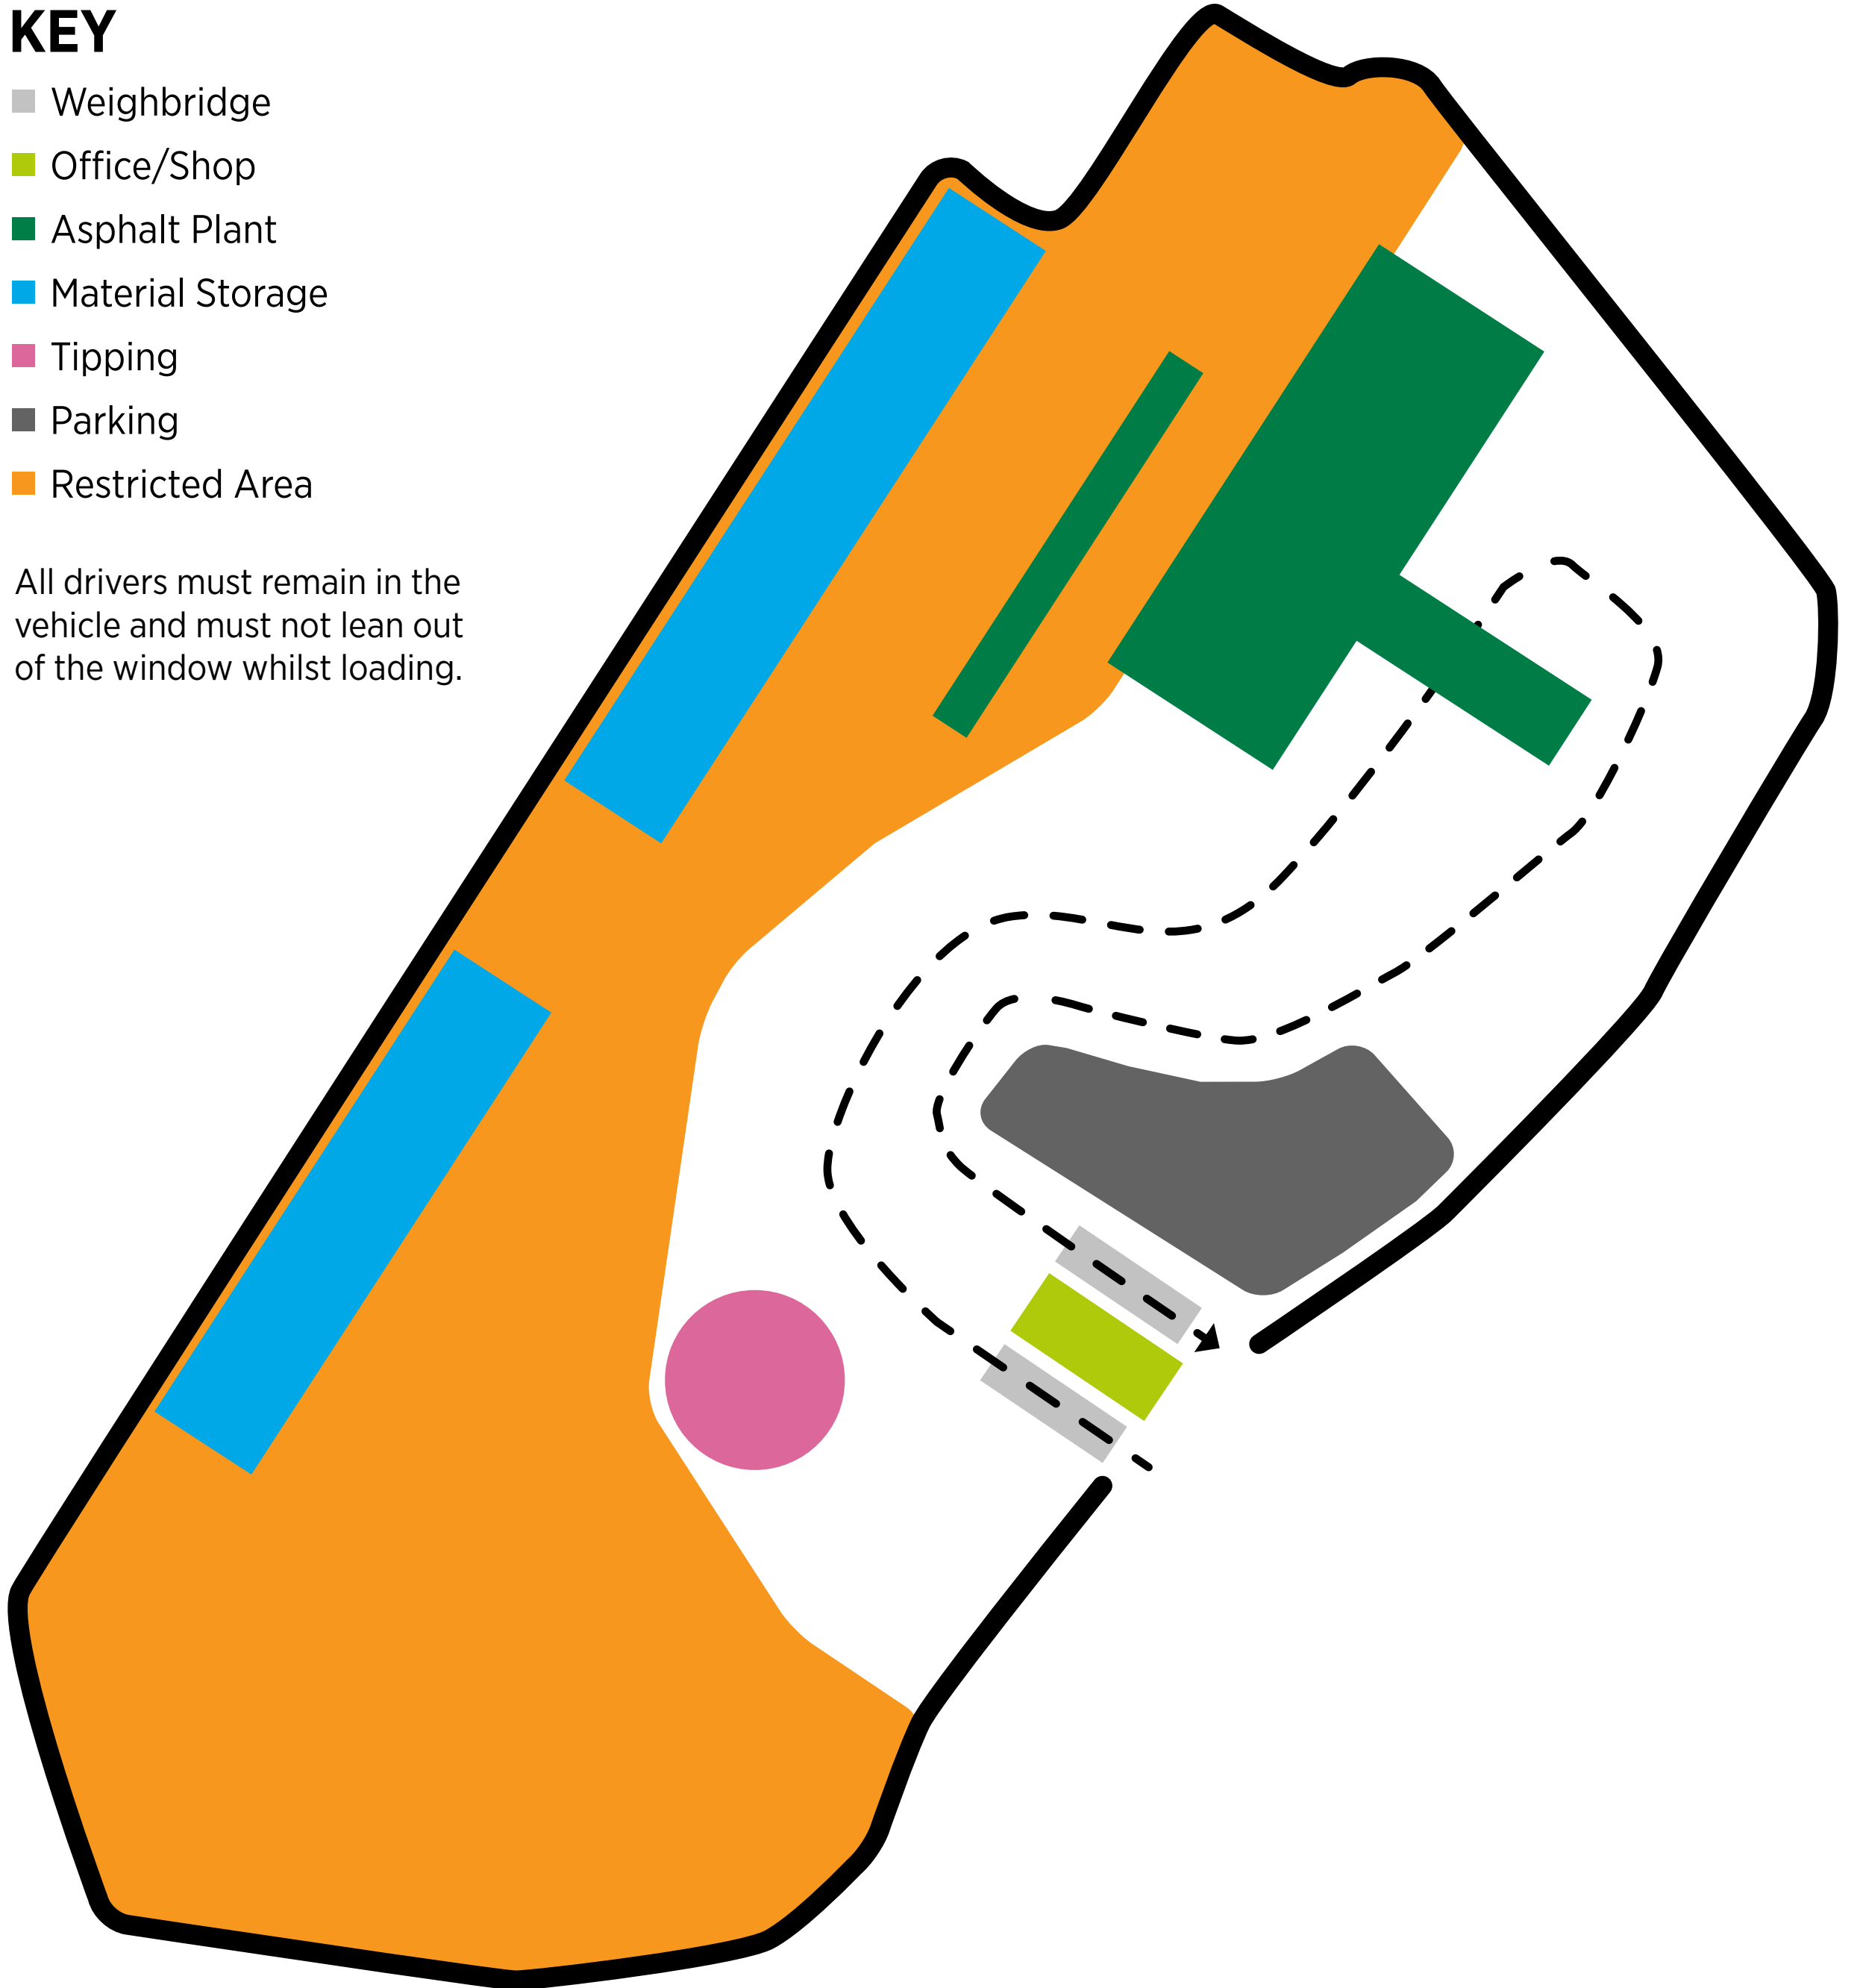 KEY
Weighbridge
Office/Shop
Asphalt Plant
Material Storage
Tipping
Parking
Restricted Area
All drivers must remain in the
vehicle and must not lean out
of the window whilst loading.